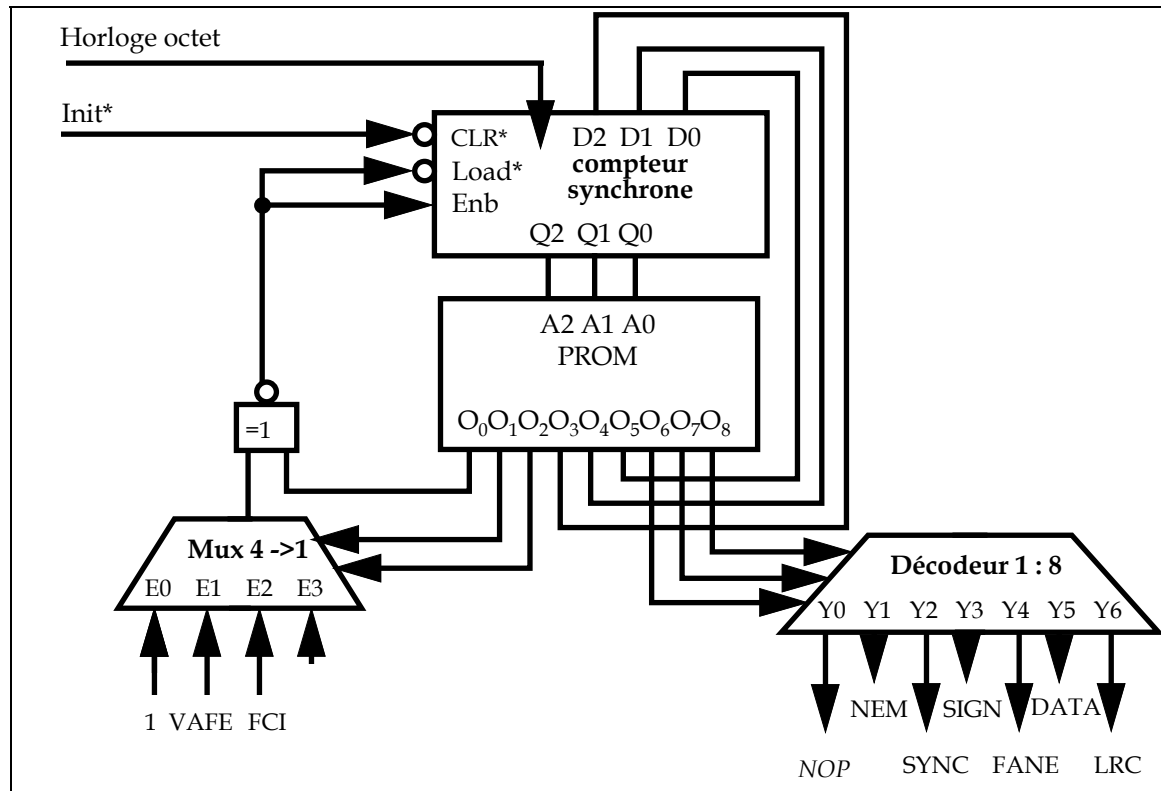 Horloge octet
Init*
CLR*
D2 D1 D0
Load*
compteur
synchrone
Enb
Q2 Q1 Q0
A2 A1 A0
PROM
O0O1O2O3O4O5O6O7O8
=1
Mux 4 ->1
E0 E1 E2 E3
1 VAFE FCI
Décodeur 1 : 8
Y0 Y1 Y2 Y3 Y4 Y5 Y6
NEM SIGN DATA
NOP SYNC FANE LRC